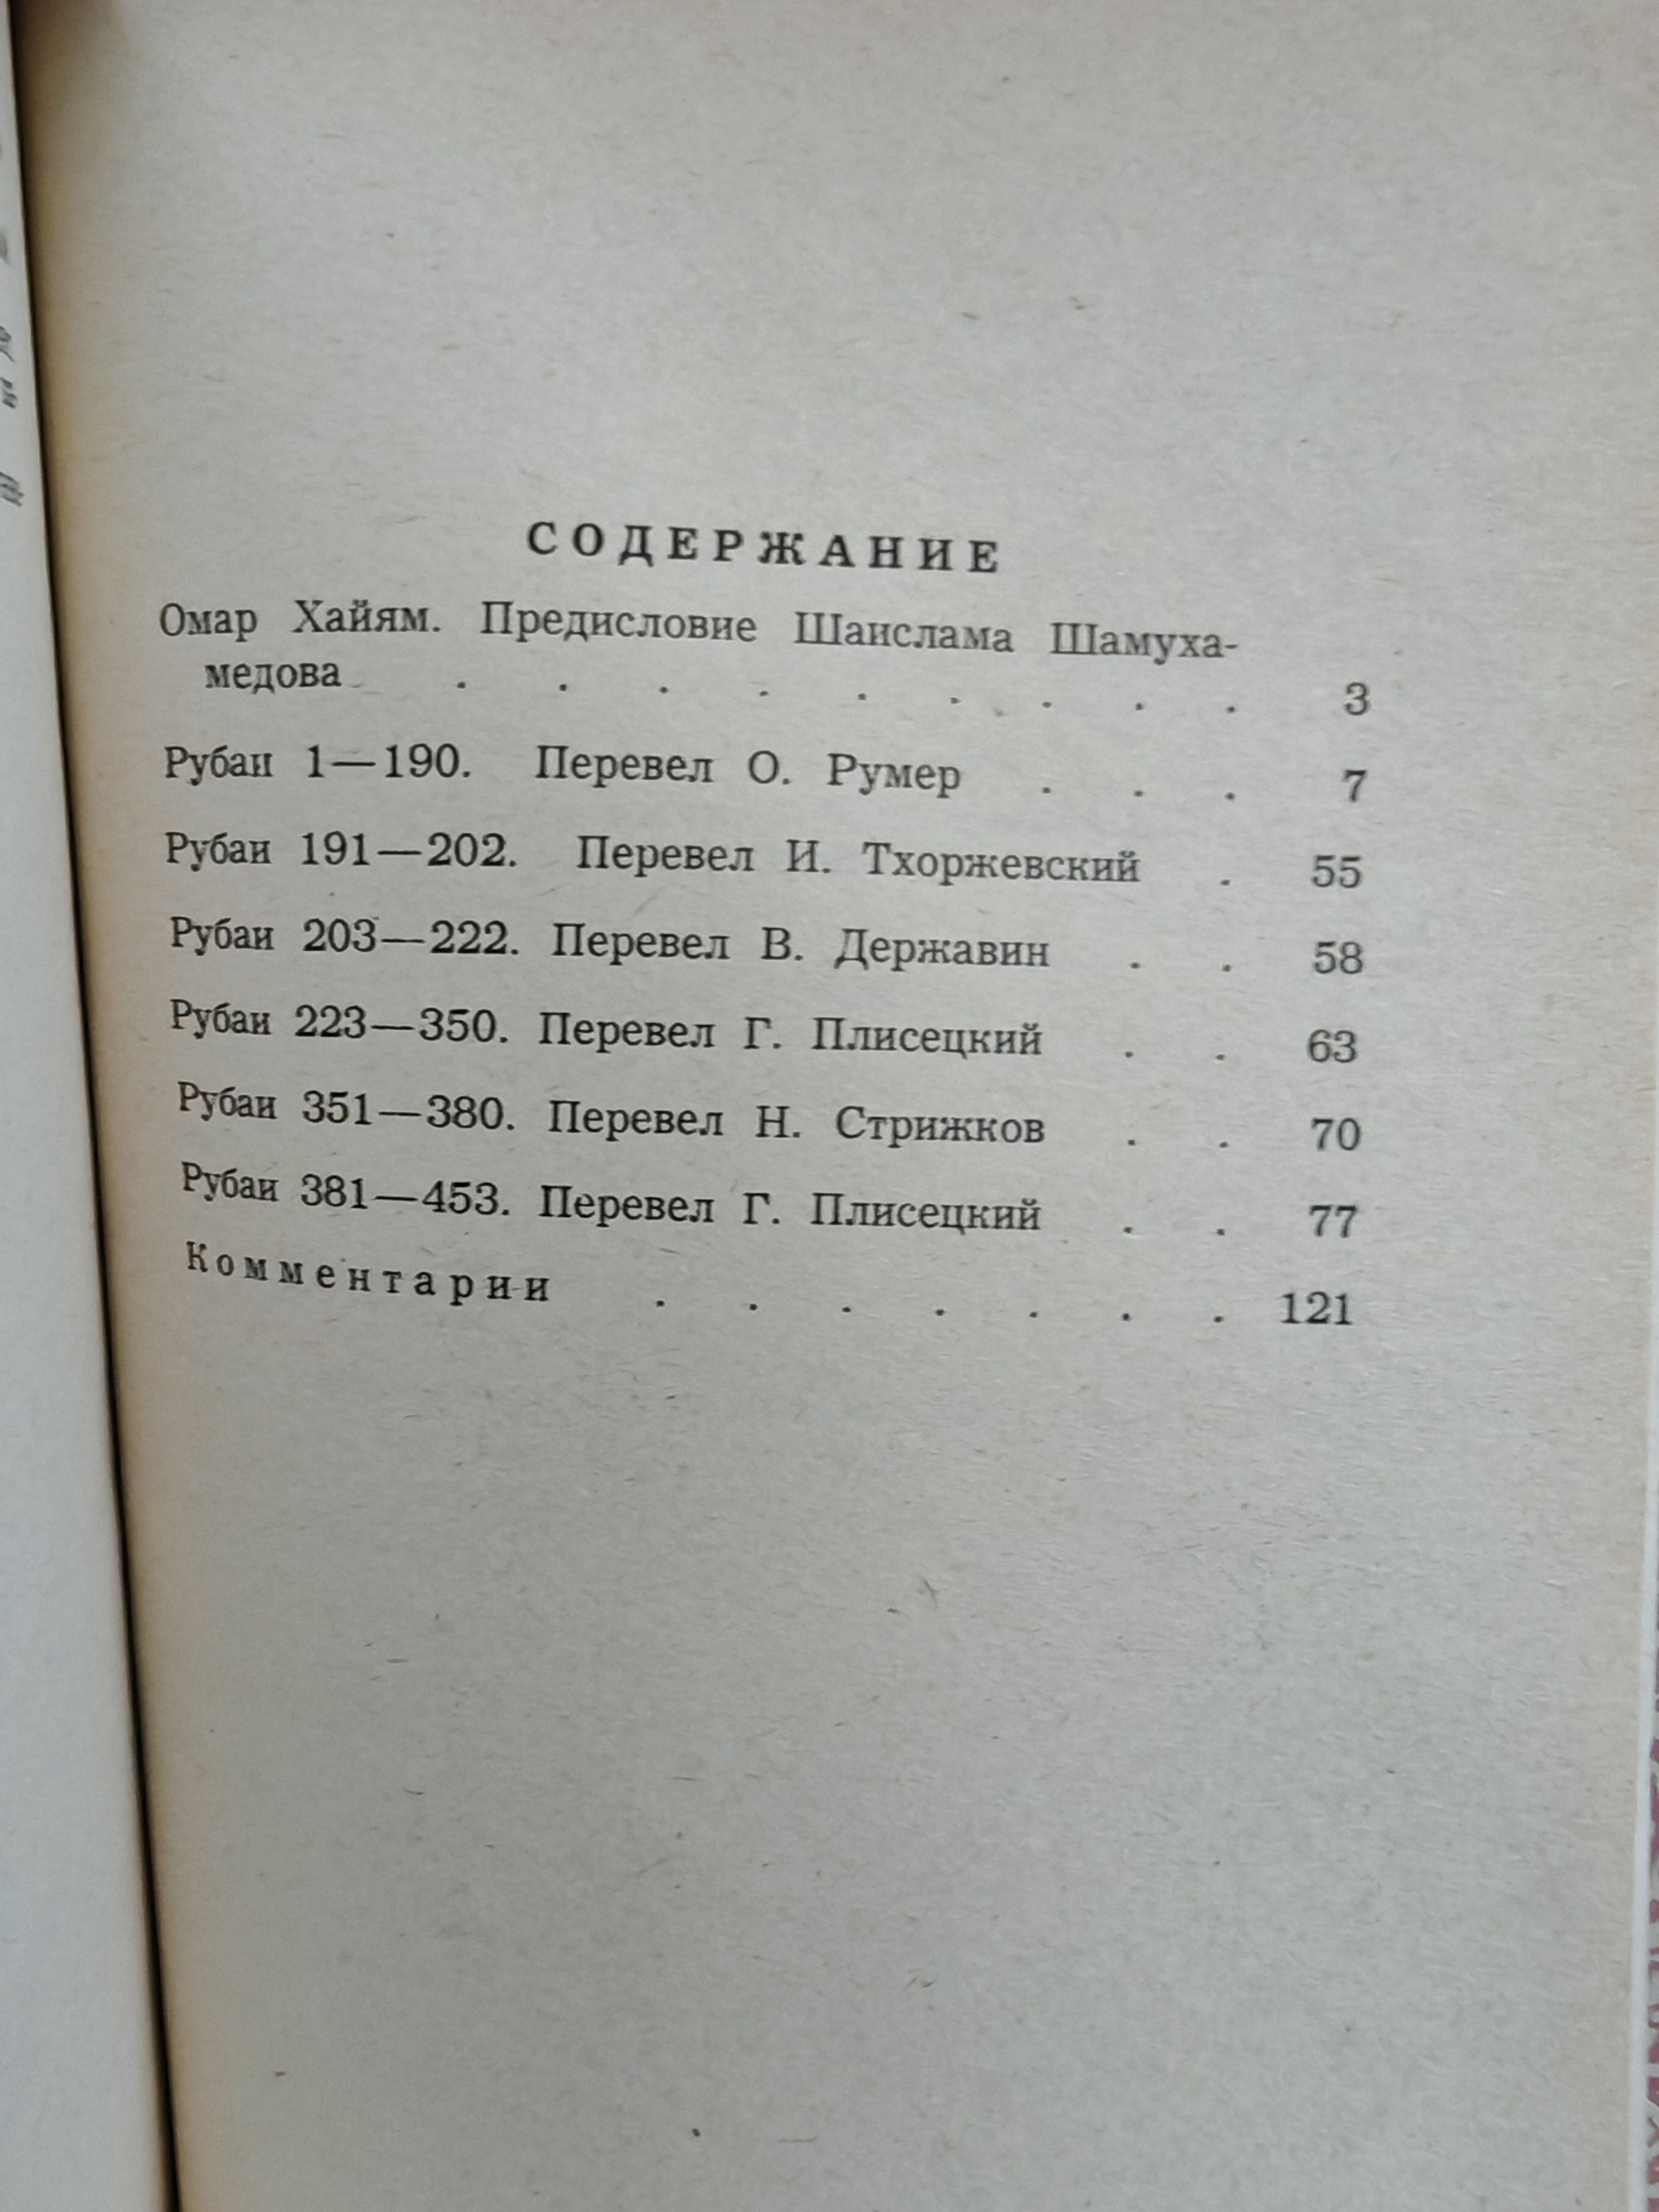 СОДЕРЖАНИЕ
Омар Хайям. Предисловие Шаислама Шамуха-
медова . . . . . . . . . 3
Рубаи 1—190. Перевел О. Румер . . . 7
Рубаи 191—202. Перевел И. Тхоржевский . 55
Рубаи 203—222. Перевел В. Державин . . 58
Рубаи 223—350. Перевел Г. Плисецкий . . 63
Рубаи 351—380. Перевел Н. Стрижков . . 70
Рубаи 381—453. Перевел Г. Плисецкий . . 77
Комментарии . . . . . . . 121